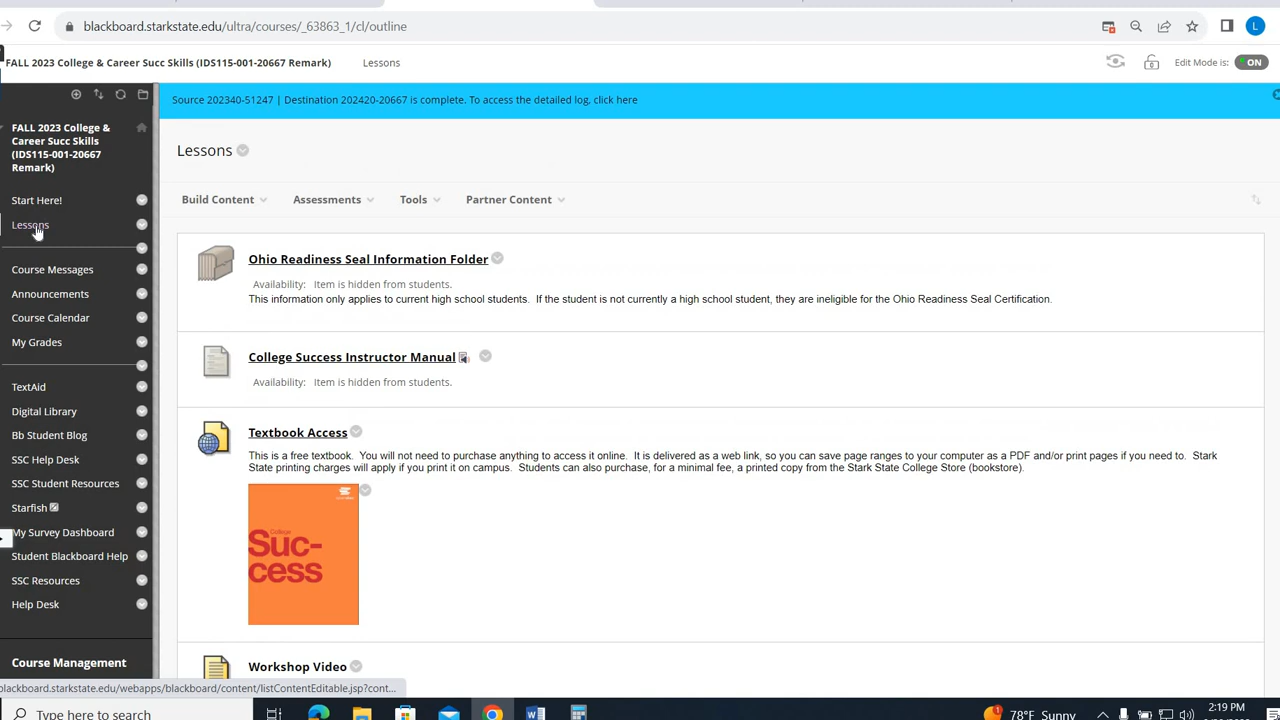 blackboard.starkstate.edu/ultra/courses/_63863_1/cl/outline
L
FALL 2023 College & Career Succ Skills (IDS115-001-20667 Remark)
Lessons
Edit Mode is:
ON
FALL 2023 College &
Career Succ Skills
(IDS115-001-20667
Remark)
Start Here!
Lessons
Course Messages
Announcements
Course Calendar
My Grades
TextAid
Digital Library
Bb Student Blog
SSC Help Desk
SSC Student Resources
Starfish
My Survey Dashboard
Student Blackboard Help
SSC Resources
Help Desk
Course Management
Source 202340-51247 | Destination 202420-20667 is complete. To access the detailed log, click here
Lessons
Build Content
Assessments
Tools
Partner Content
Ohio Readiness Seal Information Folder
Availability: Item is hidden from students.
This information only applies to current high school students. If the student is not currently a high school student, they are ineligible for the Ohio Readiness Seal Certification.
College Success Instructor Manual
Availability: Item is hidden from students.
Textbook Access
This is a free textbook. You will not need to purchase anything to access it online. It is delivered as a web link, so you can save page ranges to your computer as a PDF and/or print pages if you need to. Stark
State printing charges will apply if you print it on campus. Students can also purchase, for a minimal fee, a printed copy from the Stark State College Store (bookstore).
College
Suc-
cess
Workshop Video
blackboard.starkstate.edu/webapps/blackboard/content/listContentEditable.jsp?cont...
Type here to search
1
78°F Sunny
2:19 PM